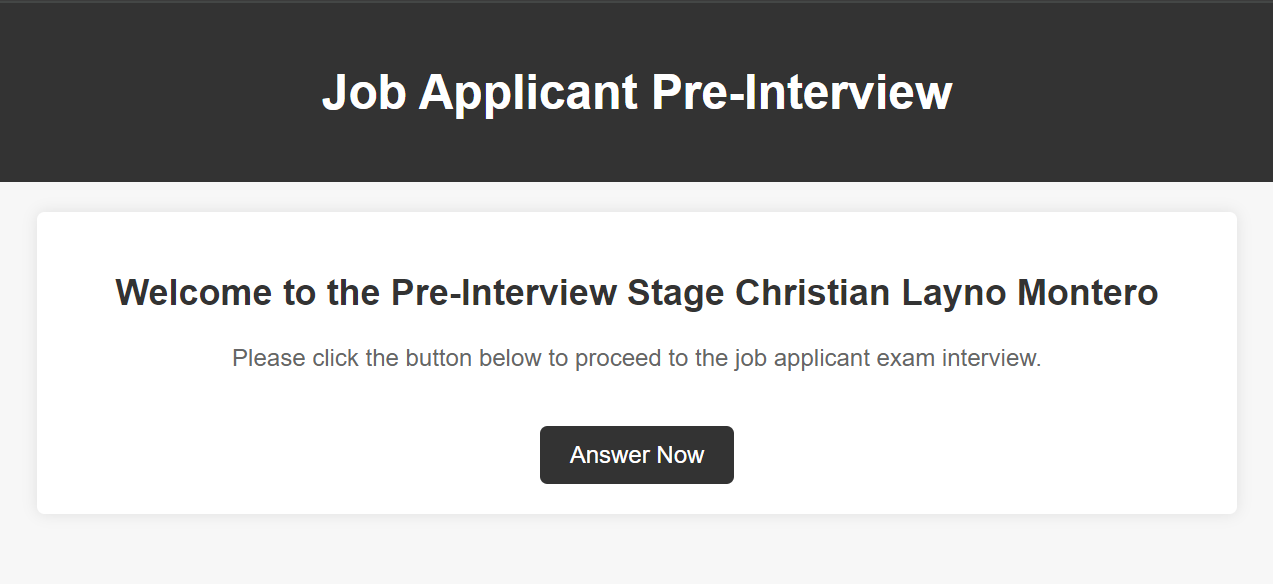 Job Applicant Pre-Interview
Welcome to the Pre-Interview Stage Christian Layno Montero
Please click the button below to proceed to the job applicant exam interview.
Answer Now